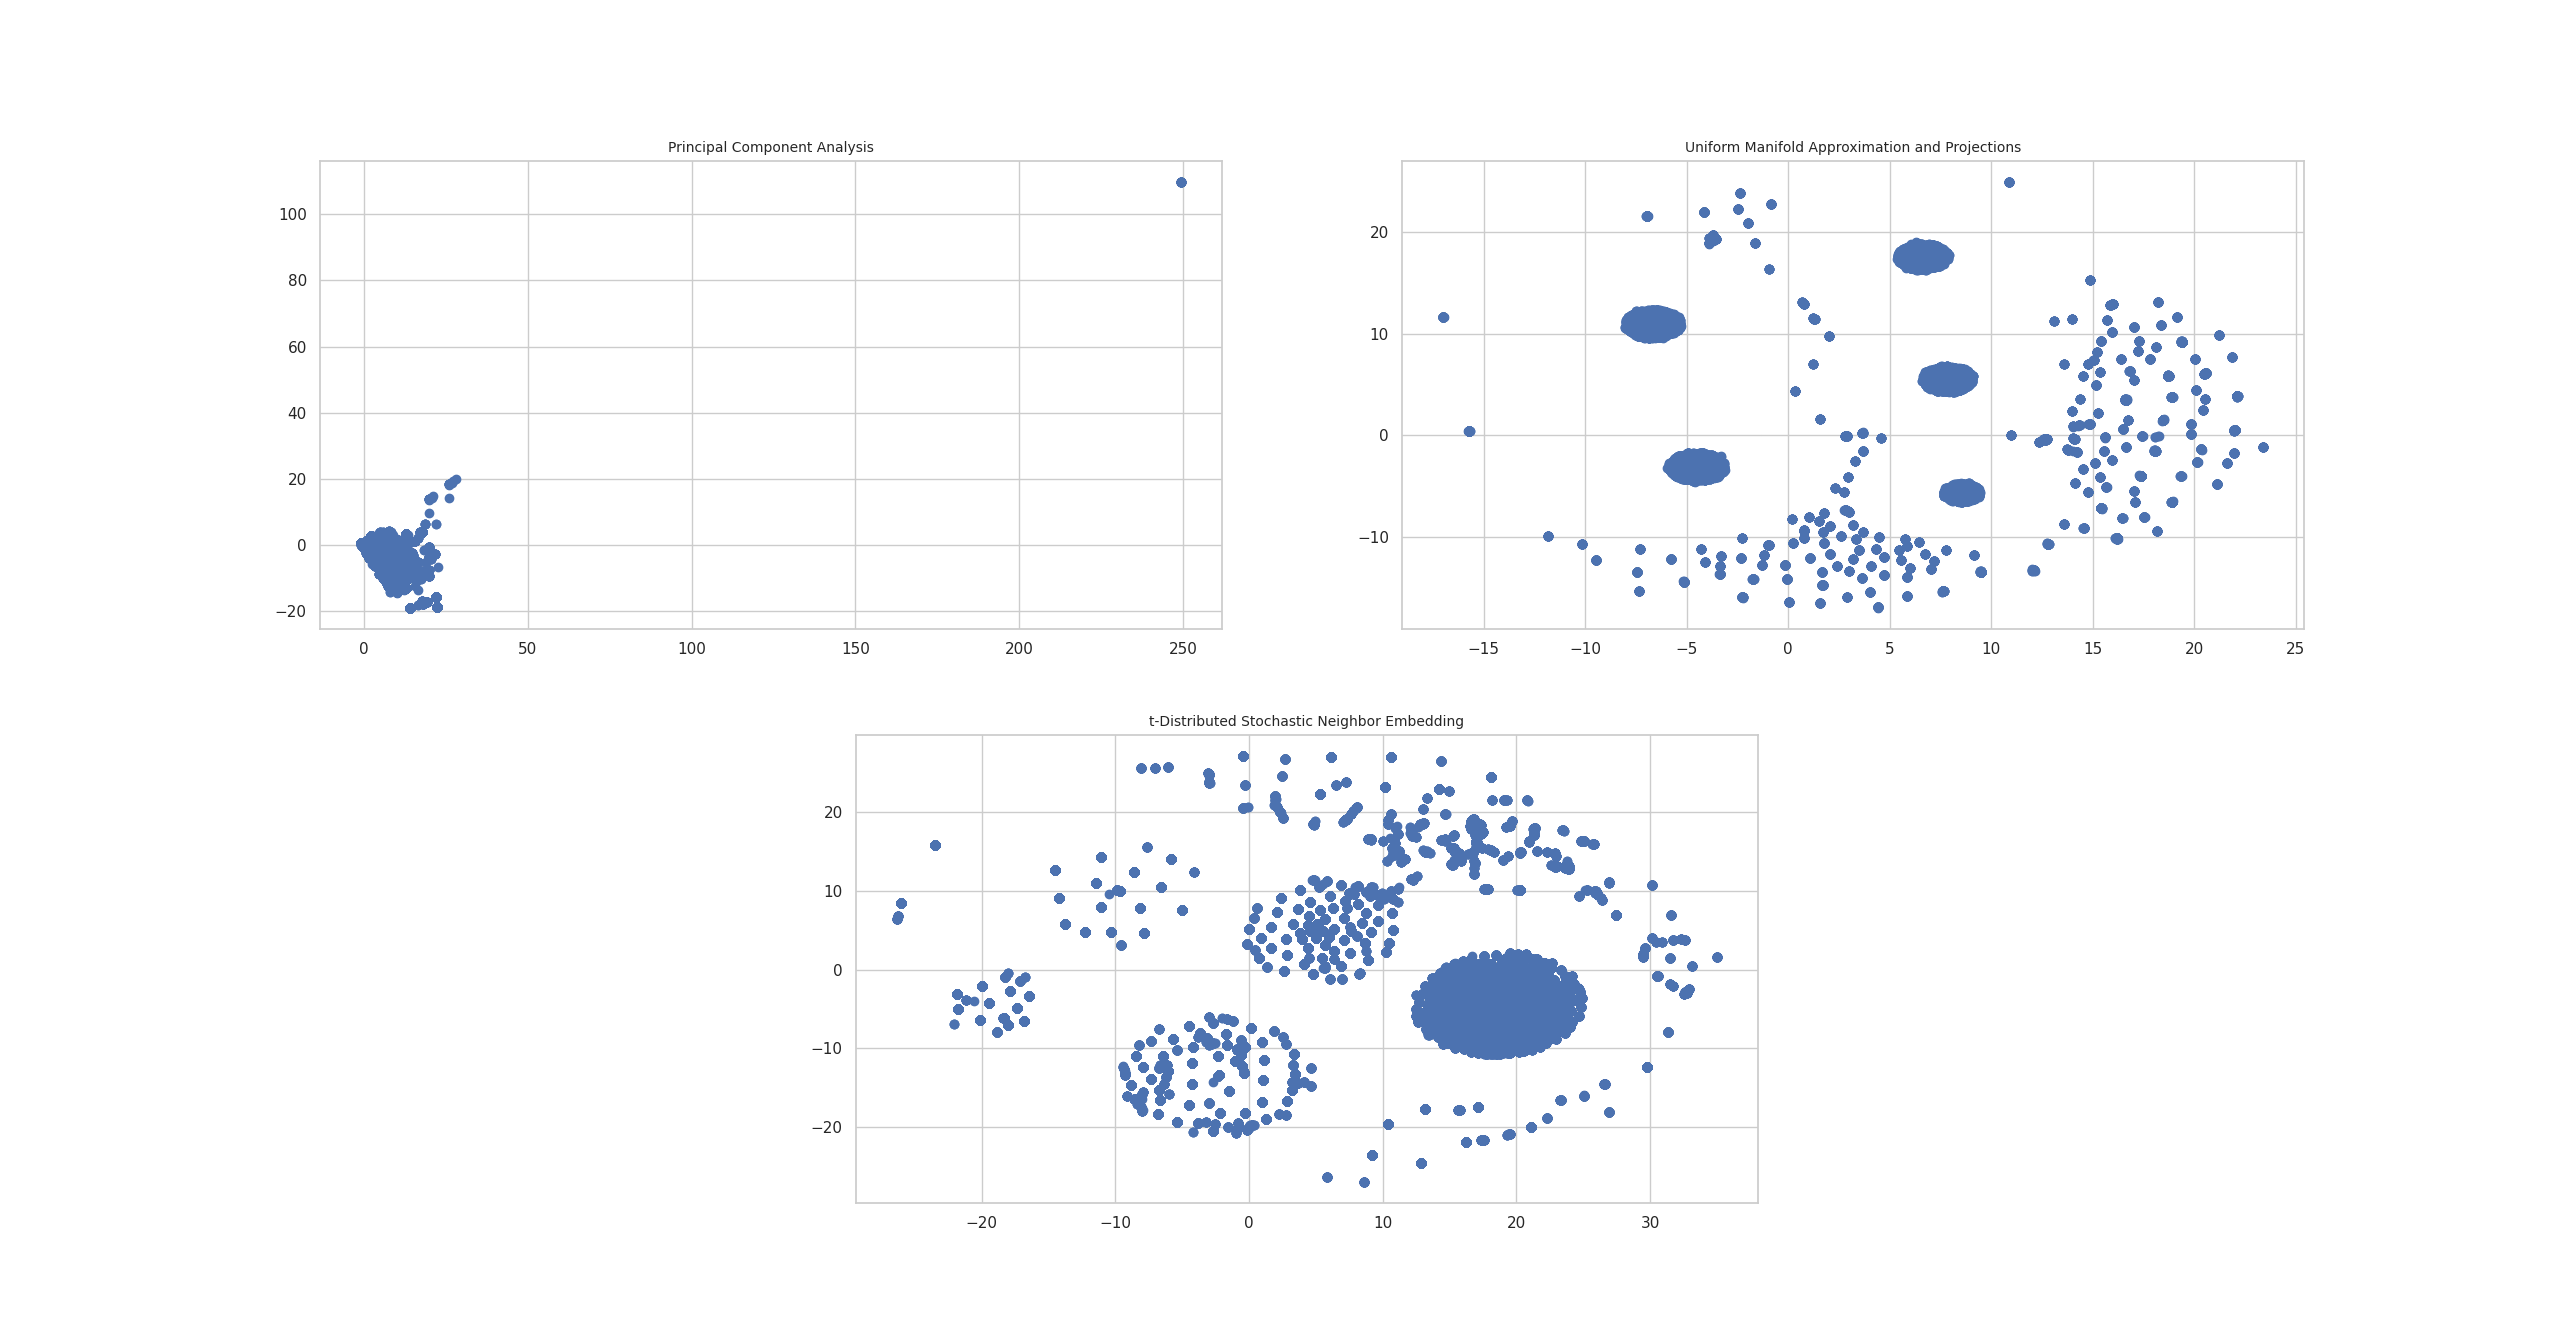 Principal Component Analysis
100
80
60
40
20
0
−20
0 50 100 150 200 250
Uniform Manifold Approximation and Projections
20
10
0
−10
−15 −10 −5 0 5 10 15 20 25
t-Distributed Stochastic Neighbor Embedding
20
10
0
−10
−20
−20 −10 0 10 20 30